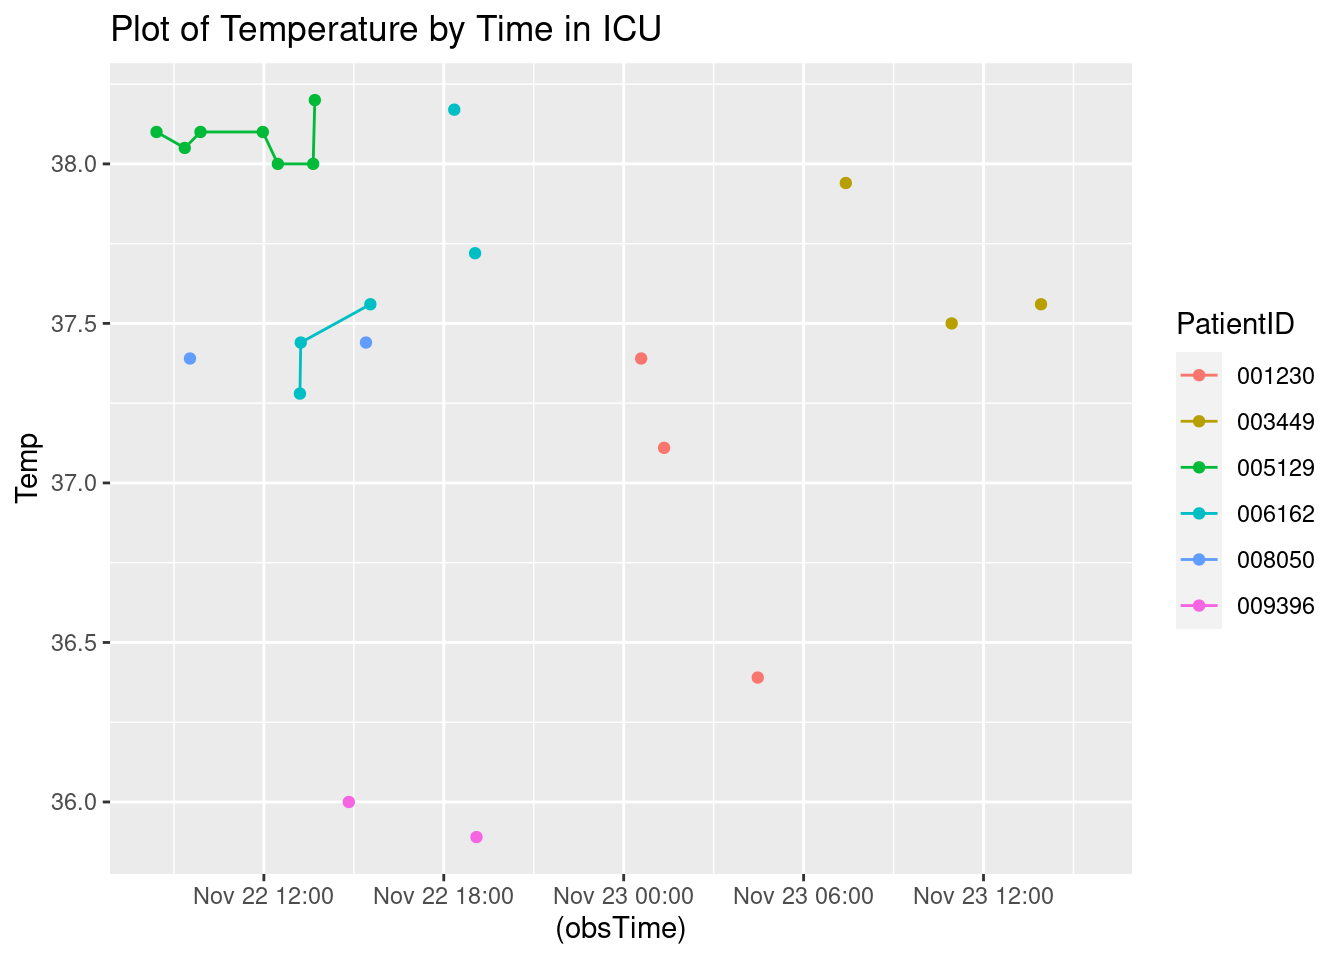 Plot of Temperature by Time in ICU
Temp
38.0
37.5
37.0
36.5
36.0
Nov 22 12:00 Nov 22 18:00 Nov 23 00:00 Nov 23 06:00 Nov 23 12:00
(obsTime)
PatientID
001230
003449
005129
006162
008050
009396